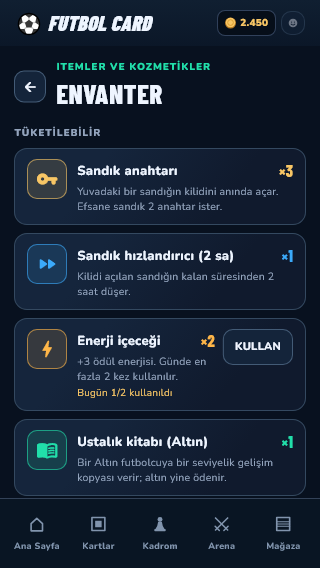 FUTBOL CARD
2.450
ITEMLER VE KOZMETİKLER
ENVANTER
TÜKETİLEBİLİR
Sandık anahtarı
×3
Yuvadaki bir sandığın kilidini anında açar.
Efsane sandık 2 anahtar ister.
Sandık hızlandırıcı (2 sa)
×1
Kilidi açılan sandığın kalan süresinden 2
saat düşer.
Enerji içeceği
×2
KULLAN
+3 ödül enerjisi. Günde en
fazla 2 kez kullanılır.
Bugün 1/2 kullanıldı
Ustalık kitabı (Altın)
×1
Bir Altın futbolcuya bir seviyelik gelişim
kopyası verir; altın yine ödenir.
Ana Sayfa
Kartlar
Kadrom
Arena
Mağaza